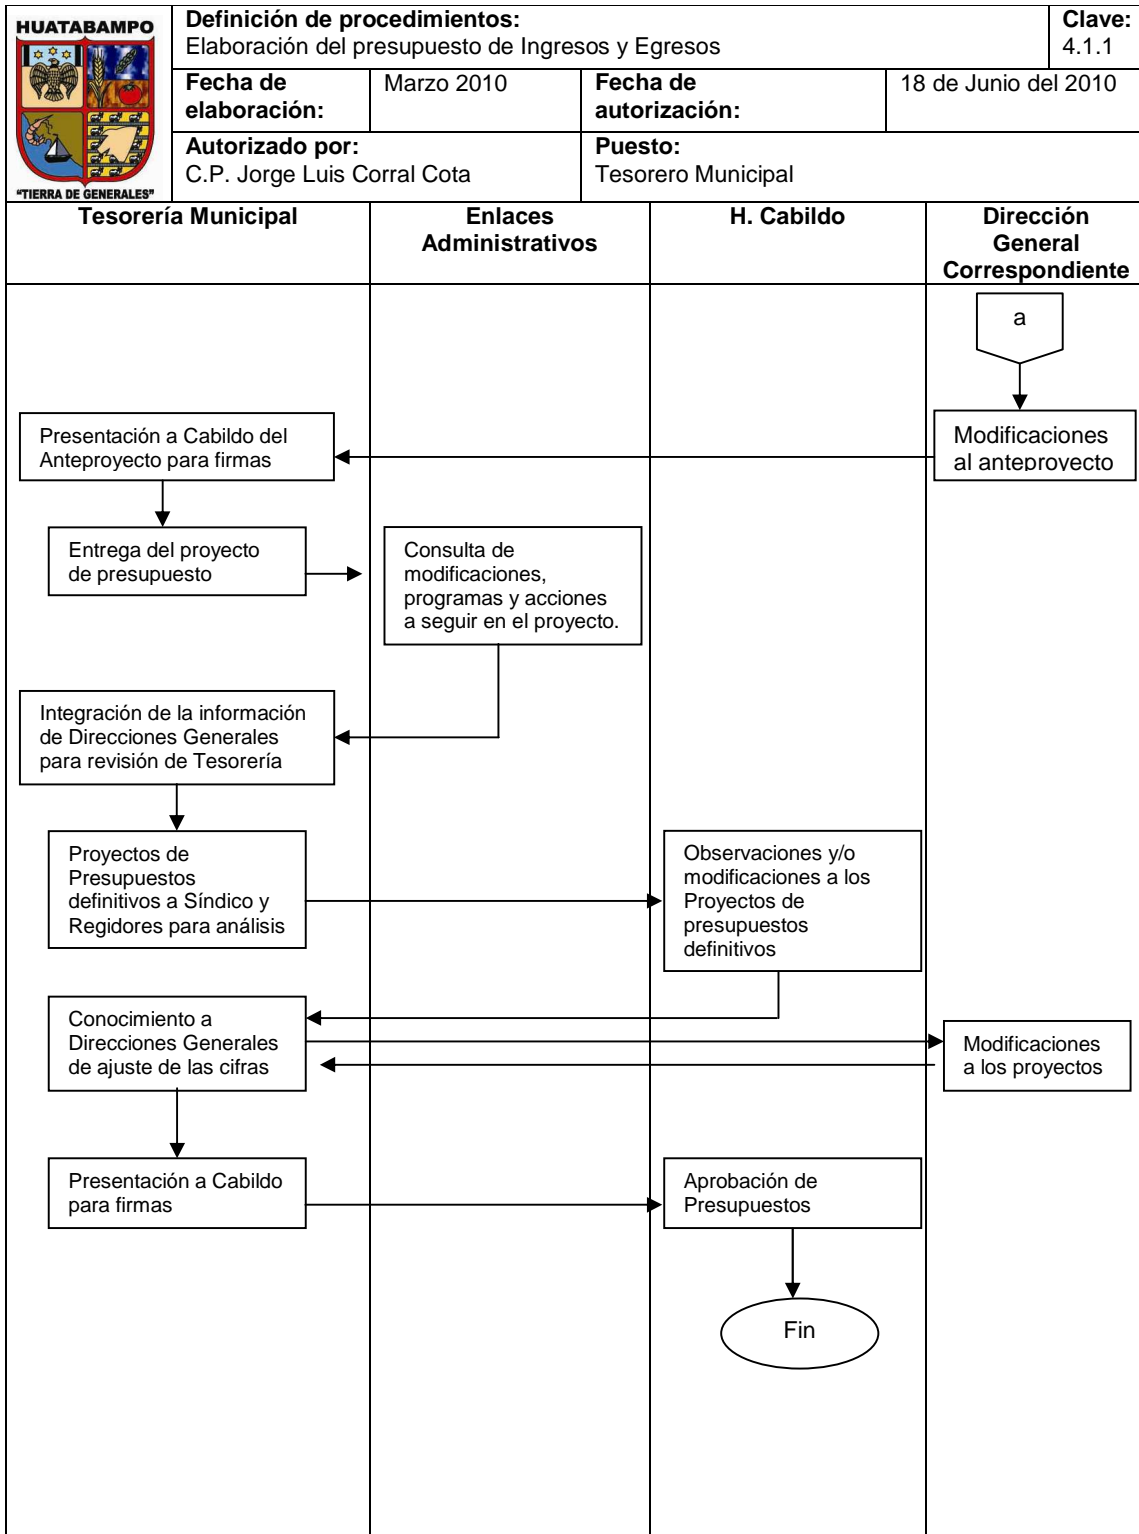 HUATABAMPO
"TIERRA DE GENERALES"
Definición de procedimientos:
Elaboración del presupuesto de Ingresos y Egresos
Clave:
4.1.1
Fecha de
elaboración:
Marzo 2010
Fecha de
autorización:
18 de Junio del 2010
Autorizado por:
C.P. Jorge Luis Corral Cota
Puesto:
Tesorero Municipal
Tesorería Municipal
Enlaces
Administrativos
H. Cabildo
Dirección
General
Correspondiente
a
Modificaciones
al anteproyecto
Presentación a Cabildo del
Anteproyecto para firmas
Entrega del proyecto
de presupuesto
Consulta de
modificaciones,
programas y acciones
a seguir en el proyecto.
Integración de la información
de Direcciones Generales
para revisión de Tesorería
Proyectos de
Presupuestos
definitivos a Síndico y
Regidores para análisis
Observaciones y/o
modificaciones a los
Proyectos de
presupuestos
definitivos
Conocimiento a
Direcciones Generales
de ajuste de las cifras
Modificaciones
a los proyectos
Presentación a Cabildo
para firmas
Aprobación de
Presupuestos
Fin